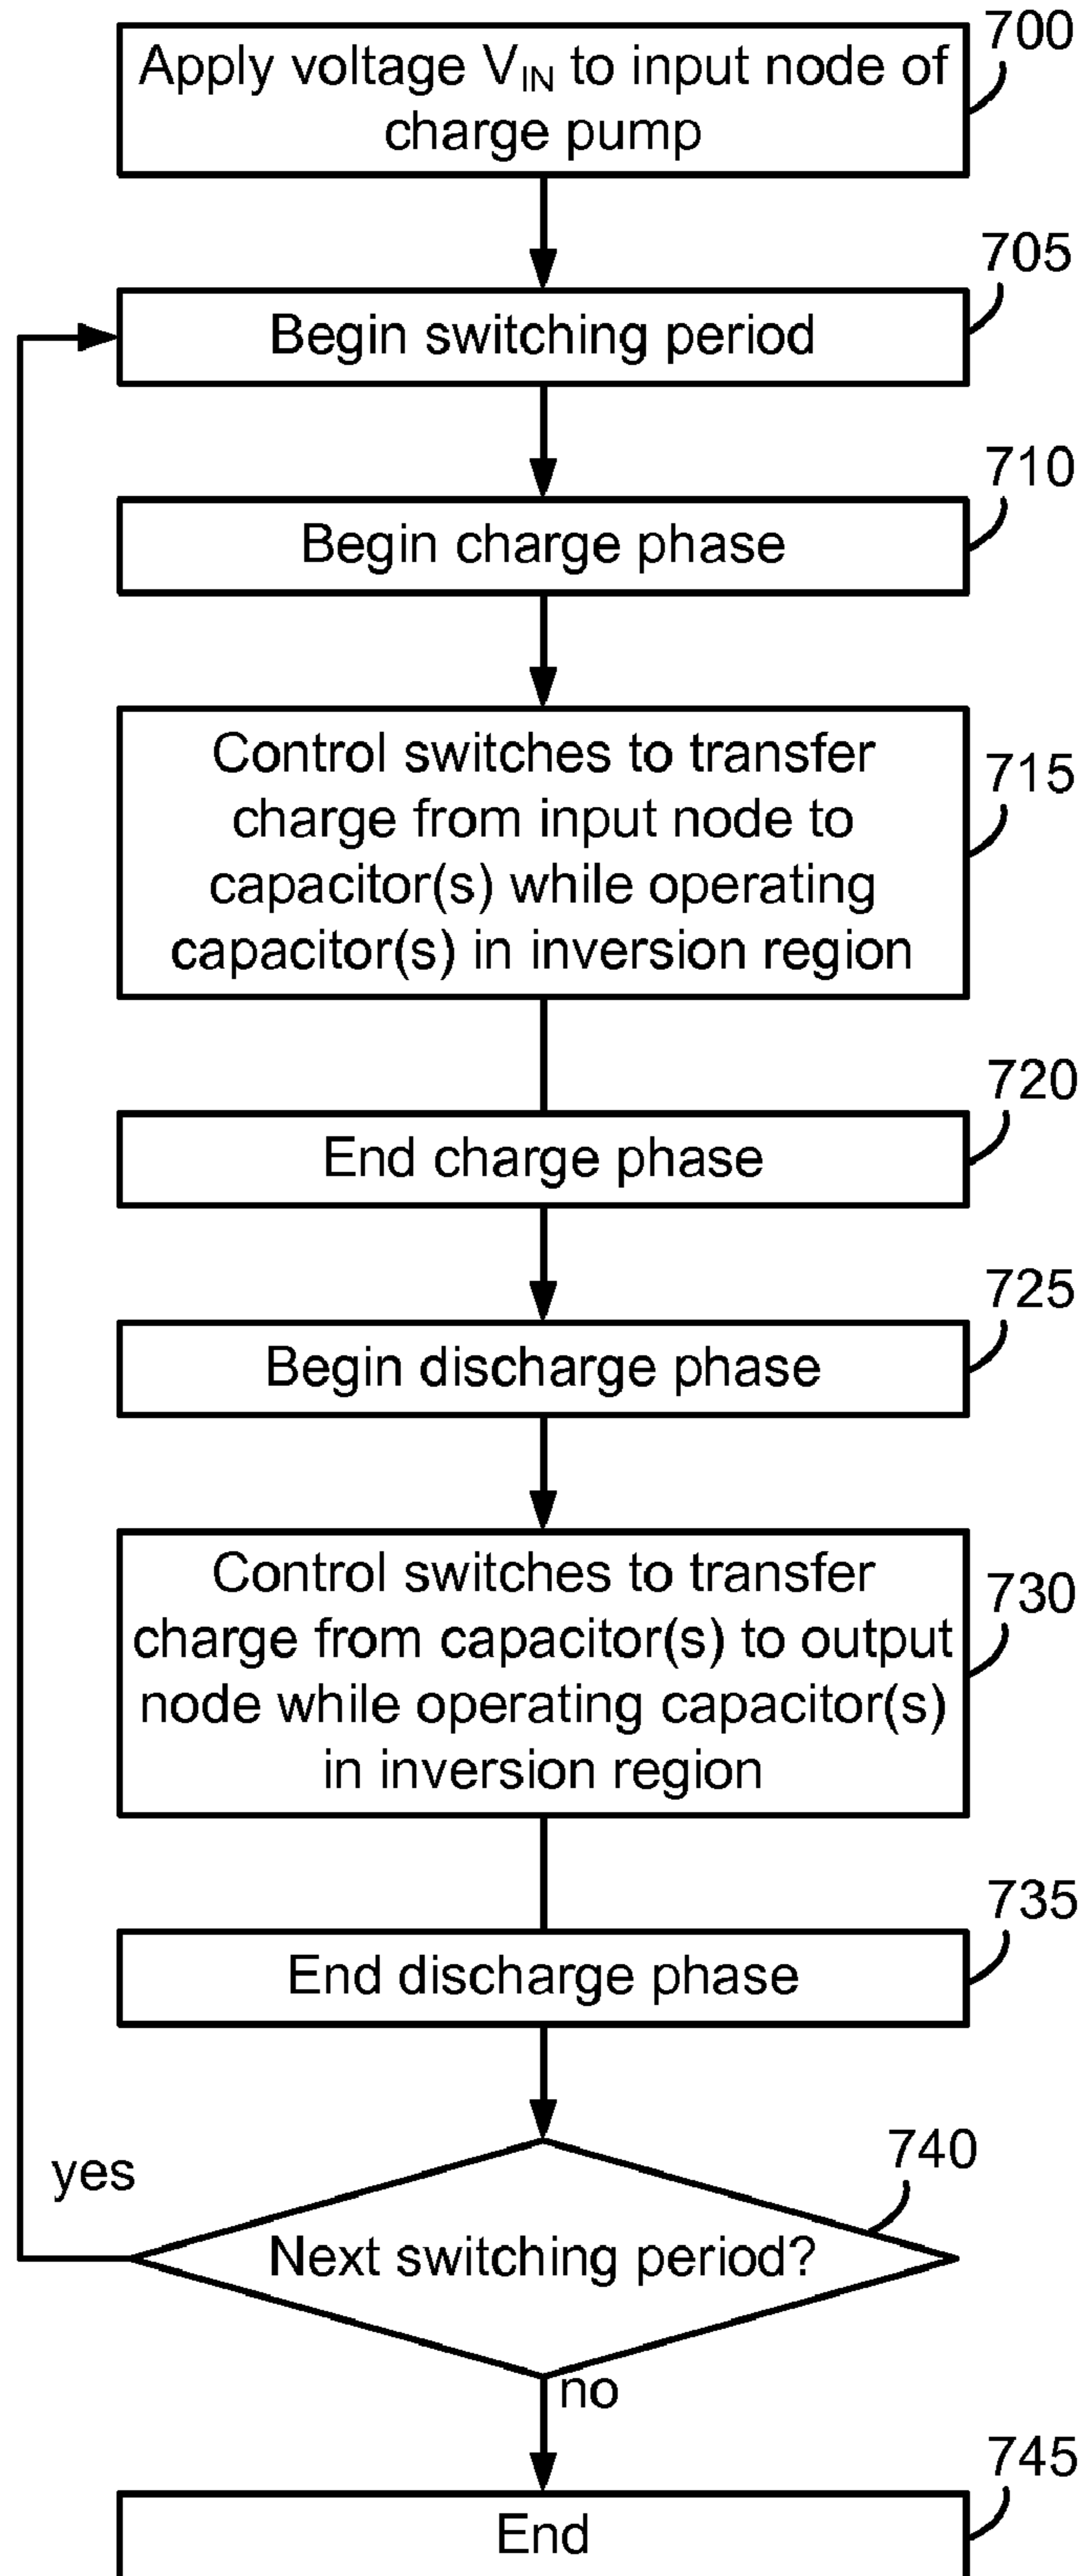 700
Apply voltage VIN to input node of
charge pump
705
Begin switching period
710
Begin charge phase
715
Control switches to transfer
charge from input node to
capacitor(s) while operating
capacitor(s) in inversion region
720
End charge phase
725
Begin discharge phase
730
Control switches to transfer
charge from capacitor(s) to output
node while operating capacitor(s)
in inversion region
735
End discharge phase
740
yes
Next switching period?
no
745
End